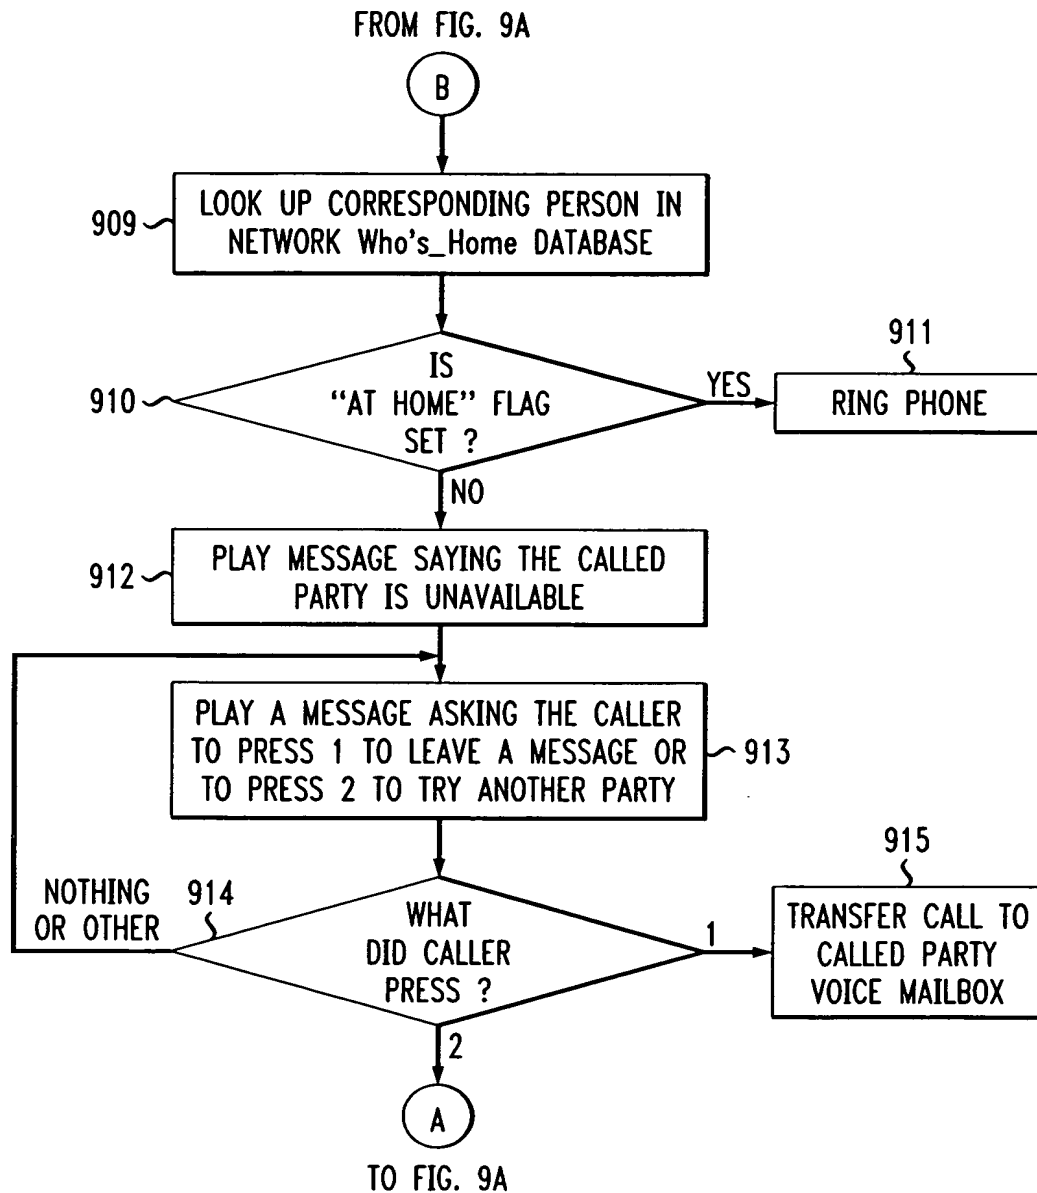 FROM FIG. 9A
B
909
LOOK UP CORRESPONDING PERSON IN
NETWORK Who's_Home DATABASE
910
IS
“AT HOME” FLAG
SET ?
YES
911
RING PHONE
NO
912
PLAY MESSAGE SAYING THE CALLED
PARTY IS UNAVAILABLE
PLAY A MESSAGE ASKING THE CALLER
TO PRESS 1 TO LEAVE A MESSAGE OR
TO PRESS 2 TO TRY ANOTHER PARTY
913
NOTHING
OR OTHER
914
WHAT
DID CALLER
PRESS ?
1
915
TRANSFER CALL TO
CALLED PARTY
VOICE MAILBOX
2
A
TO FIG. 9A